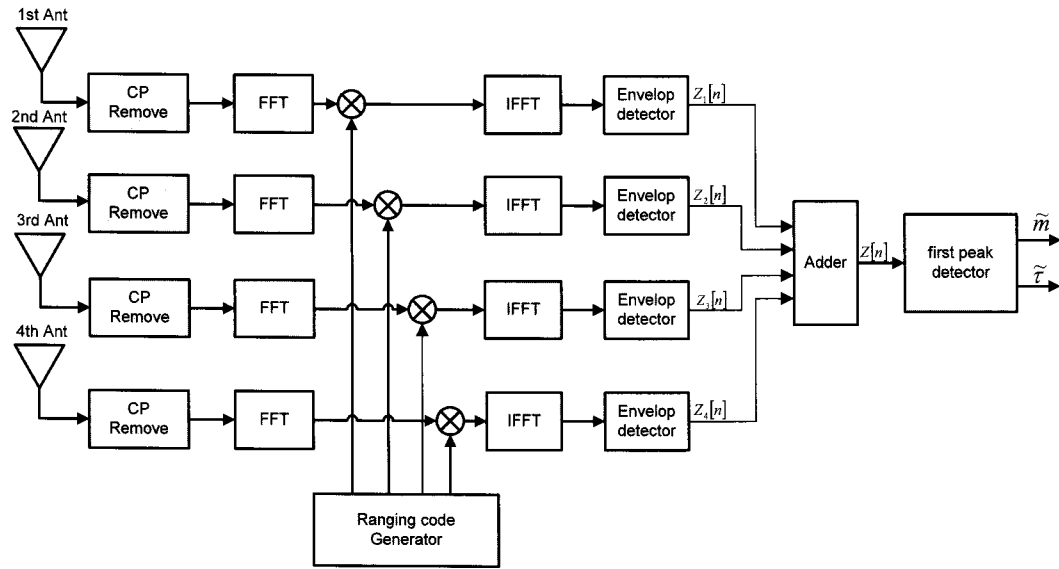 1st Ant
CP
Remove
FFT
IFFT
Envelop
detector
Z₁[n]
2nd Ant
CP
Remove
FFT
IFFT
Envelop
detector
Z₂[n]
3rd Ant
CP
Remove
FFT
IFFT
Envelop
detector
Z₃[n]
4th Ant
CP
Remove
FFT
IFFT
Envelop
detector
Z₄[n]
Adder
Z[n]
first peak
detector
m̃
τ̃
Ranging code
Generator